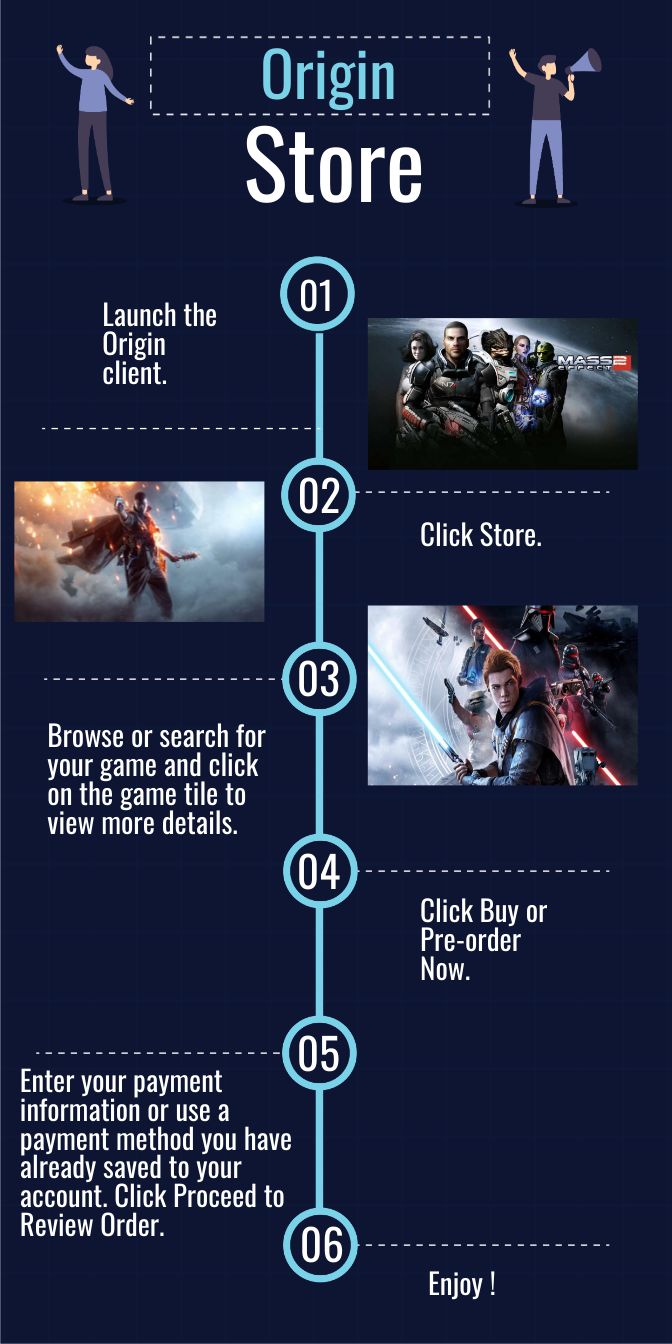 Origin
Store
01
Launch the
Origin
client.
MASS 2
EFFECT
02
Click Store.
03
Browse or search for
your game and click
on the game tile to
view more details.
04
Click Buy or
Pre-order
Now.
05
Enter your payment
information or use a
payment method you have
already saved to your
account. Click Proceed to
Review Order.
06
Enjoy !